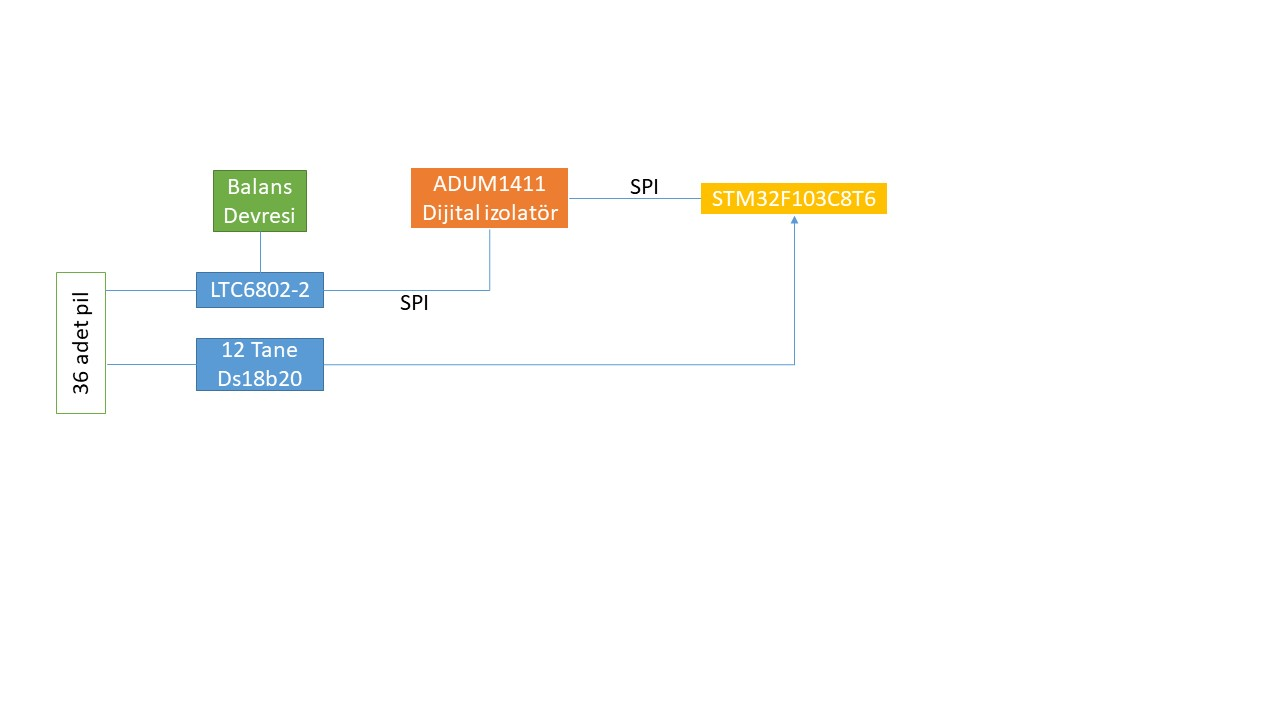 Balans
Devresi
ADUM1411
Dijital izolatör
SPI
STM32F103C8T6
LTC6802-2
SPI
36 adet pil
12 Tane
Ds18b20